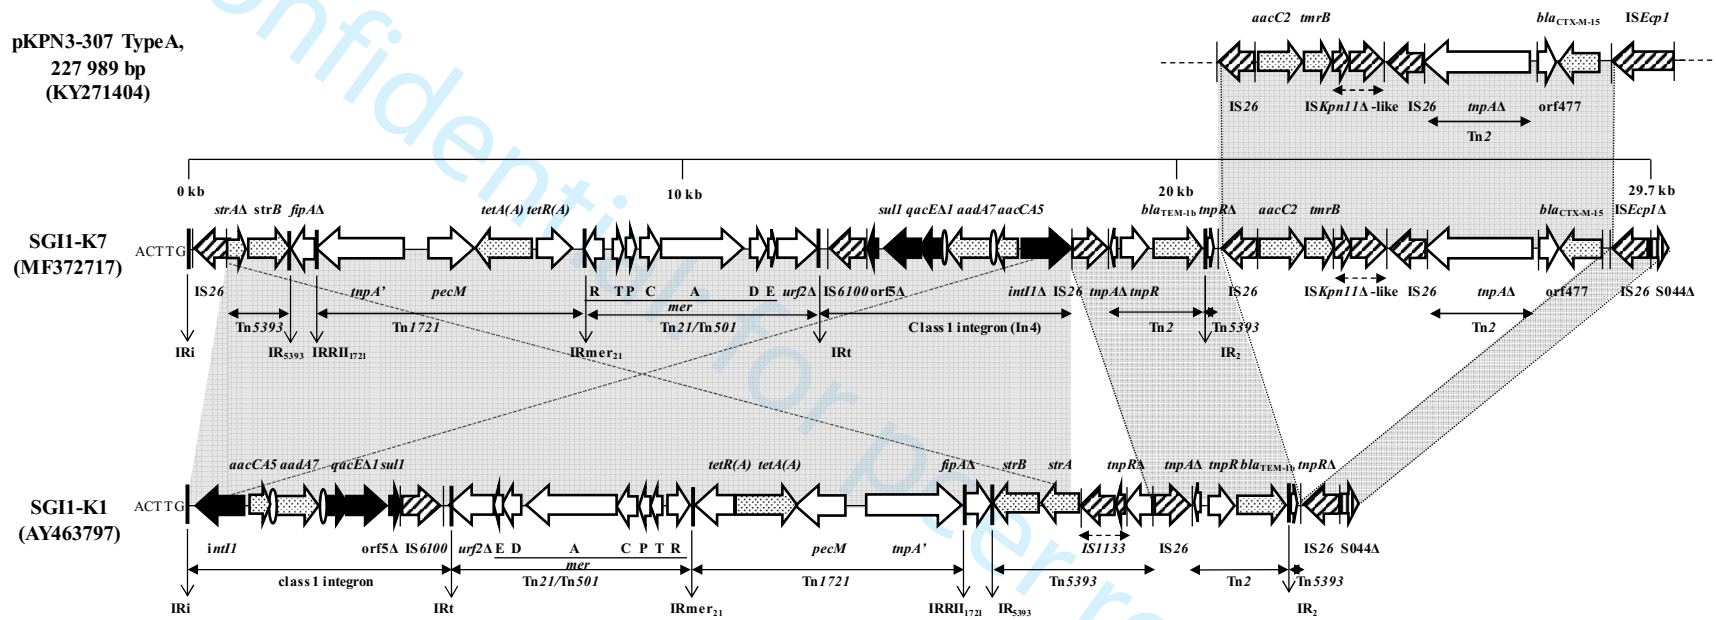 confidential: for peer re
aacC2 tmrB blaCTX-M-15 ISEcp1
pKPN3-307 TypeA,
227 989 bp
(KY271404)
IS26 ISKpn11Δ -like IS26 tnpAΔ orf477
Tn2
0 kb 10 kb 20 kb 29.7 kb
strAΔ strB fipAΔ tetA(A) tetR(A) sul1 qacEΔ1 aadA7 aacCA5 blaTEM-1b tnpRΔ aacC2 tmrB blaCTX-M-15 ISEcp1Δ
SGI1-K7
(MF372717)
ACTTG
IS26 tnpA' pecM R T P C A D E urf2Δ IS6100 orf5Δ intI1Δ IS26 tnpAΔ tnpR IS26 ISKpn11Δ -like IS26 tnpAΔ orf477 IS26 S044Δ
mer
Tn5393 Tn1721 Tn21/Tn501 Class 1 integron (In4) Tn2 Tn5393 Tn2
IRi IR5393 IRRII1721 IRmer21 IRt IR2
aacCA5 aadA7 qacEΔ1 sul1 tetR(A) tetA(A) fipAΔ strB strA tnpRΔ tnpAΔ tnpR blaTEM-1b tnpRΔ
SGI1-K1
(AY463797)
ACTTG
intI1 orf5Δ IS6100 urf2Δ E D A C P T R pecM tnpA' IS1133 IS26 IS26 S044Δ
mer
class 1 integron Tn21/Tn501 Tn1721 Tn5393 Tn2 Tn5393
IRi IRt IRmer21 IRRII1721 IR5393 IR2